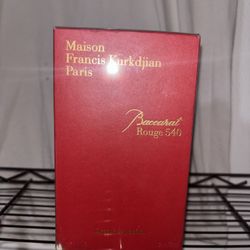 Maison
Francis Kurkdjian
Paris
Baccarat
Rouge 540